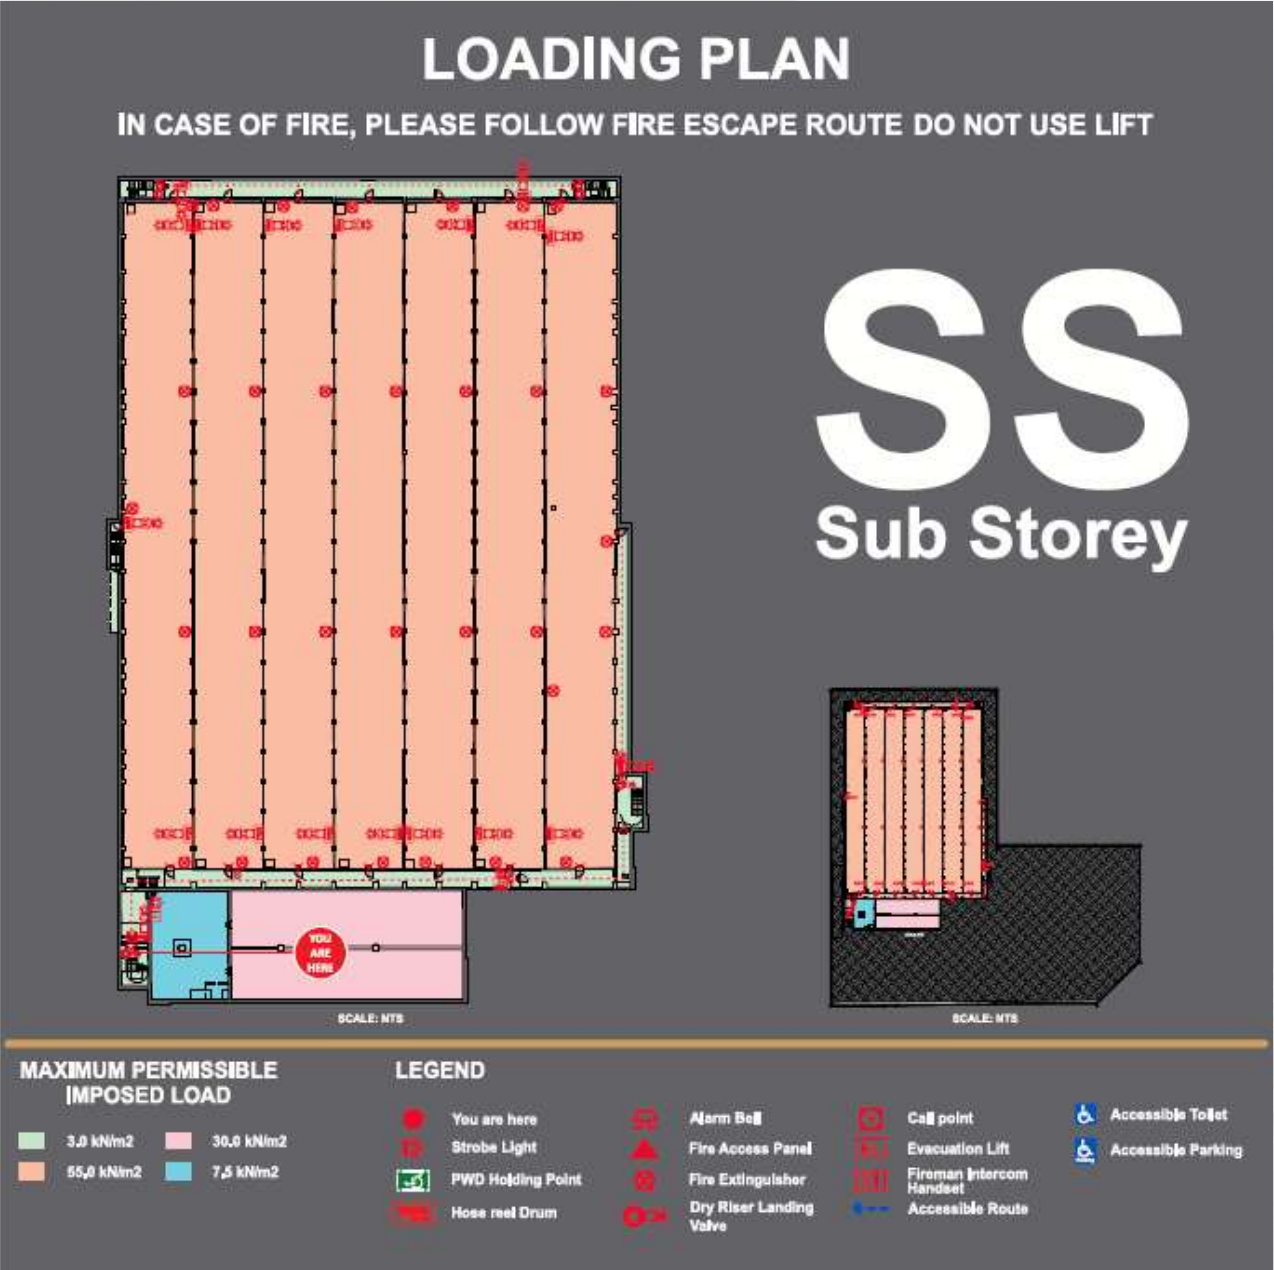 LOADING PLAN
IN CASE OF FIRE, PLEASE FOLLOW FIRE ESCAPE ROUTE DO NOT USE LIFT
SS
Sub Storey
YOU
ARE
HERE
SCALE: NTS
SCALE: NTS
MAXIMUM PERMISSIBLE
IMPOSED LOAD
3.0 kN/m2
30.0 kN/m2
55.0 kN/m2
7.5 kN/m2
LEGEND
You are here
Strobe Light
PWD Holding Point
Hose reel Drum
Alarm Bell
Fire Access Panel
Fire Extinguisher
Dry Riser Landing
Valve
Call point
Evacuation Lift
Fireman Intercom
Handset
Accessible Route
Accessible Toilet
Accessible Parking